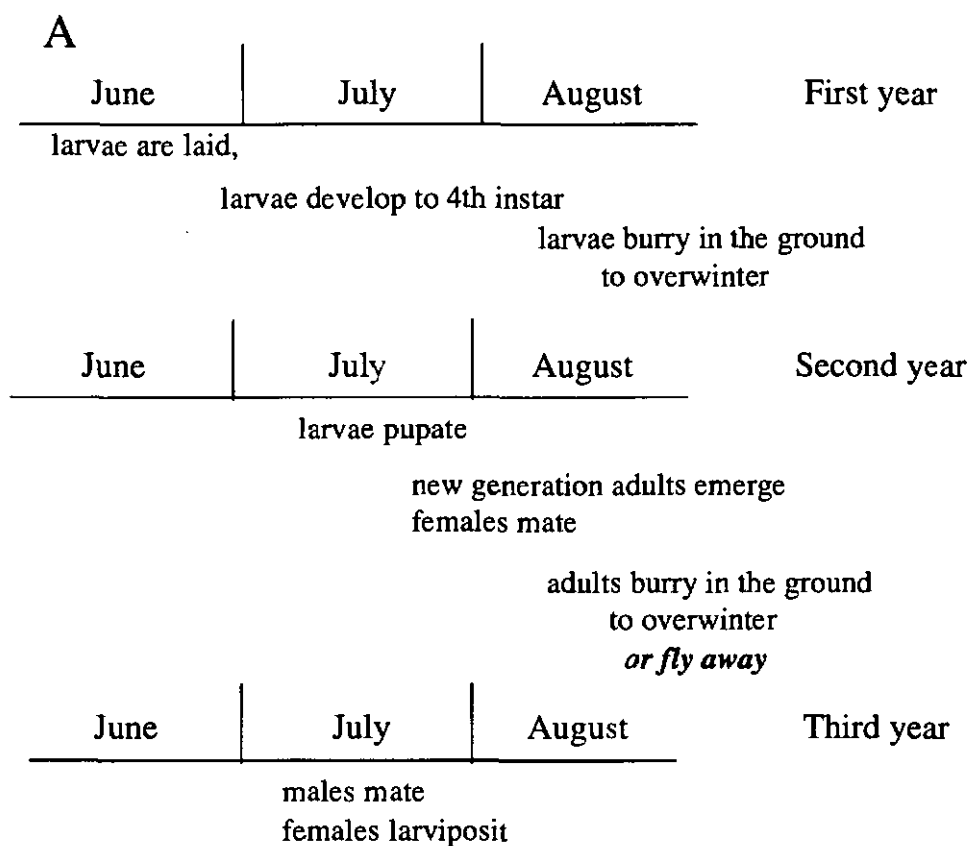 A
June July August First year
larvae are laid,
larvae develop to 4th instar
larvae burry in the ground
to overwinter
June July August Second year
larvae pupate
new generation adults emerge
females mate
adults burry in the ground
to overwinter
or fly away
June July August Third year
males mate
females larviposit